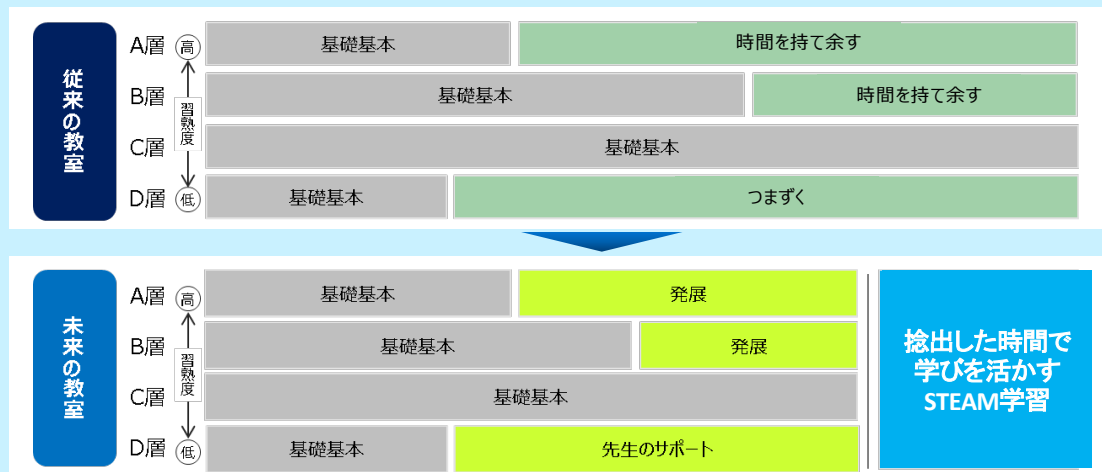 従来の教室
A層 高 基礎基本 時間を持て余す
B層 基礎基本 時間を持て余す
習熟度
C層 基礎基本
D層 低 基礎基本 つまずく
未来の教室
A層 高 基礎基本 発展
B層 基礎基本 発展
習熟度
C層 基礎基本
D層 低 基礎基本 先生のサポート
捻出した時間で
学びを活かす
STEAM学習